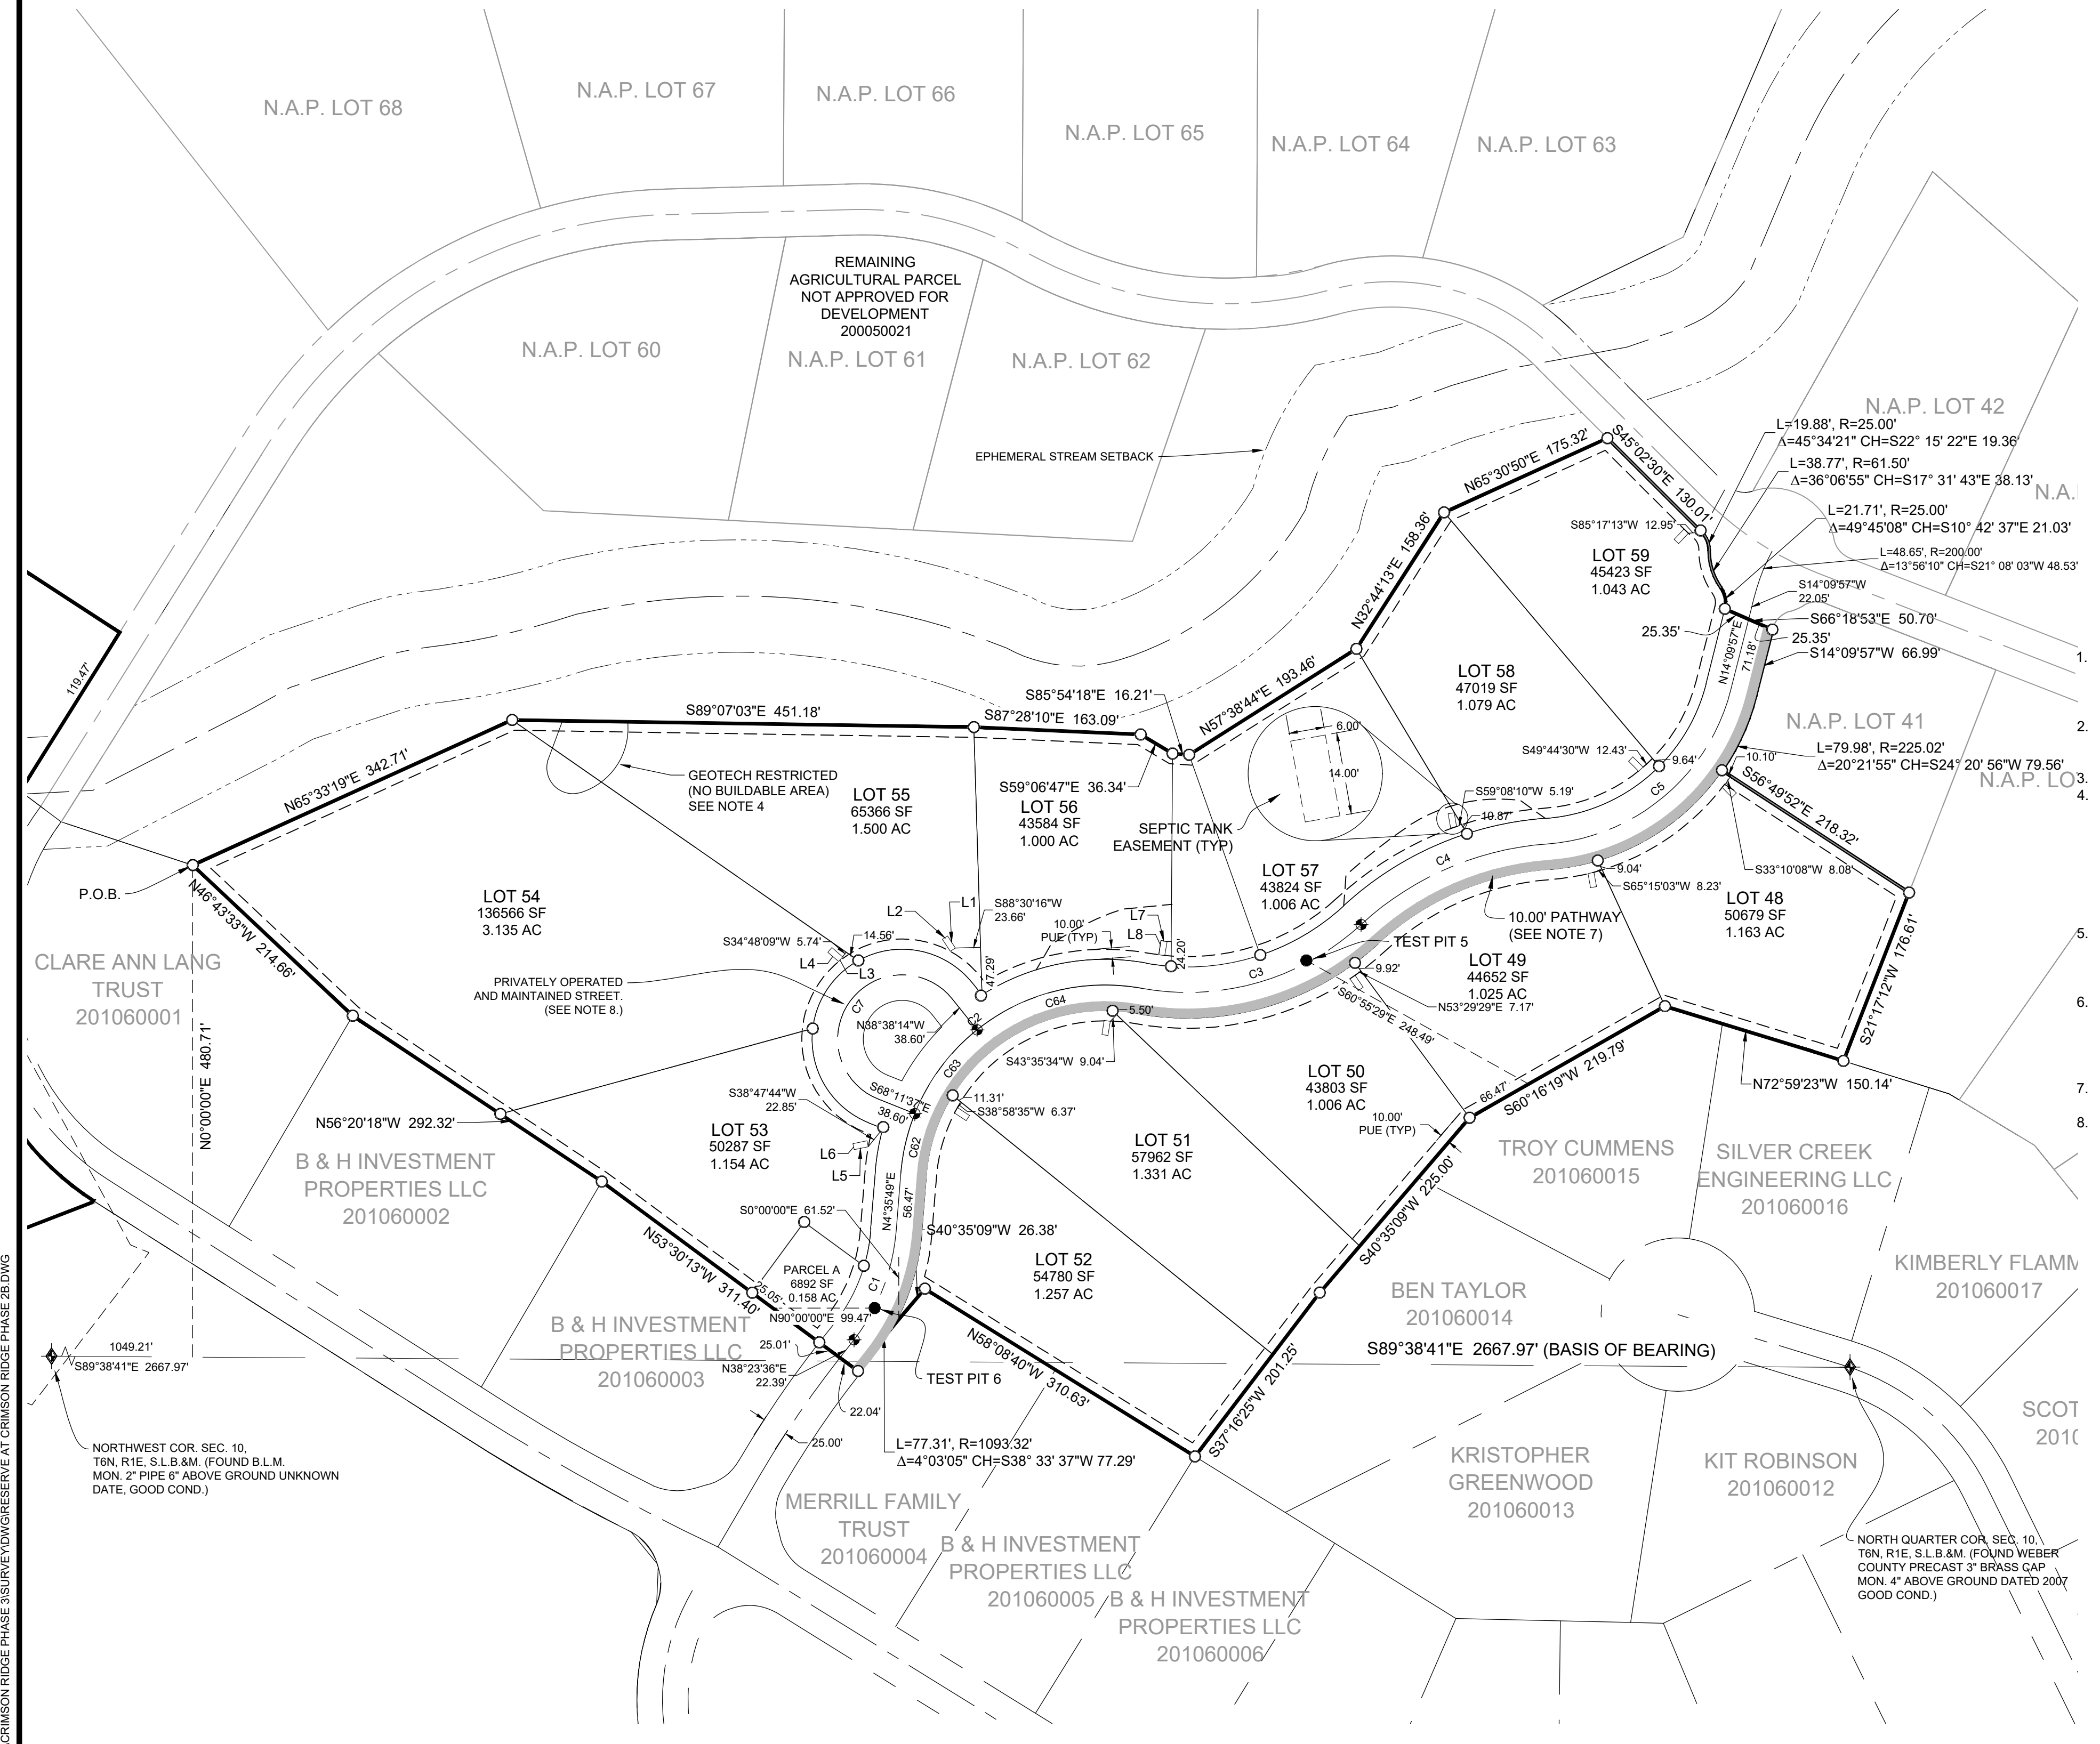 N.A.P. LOT 68
N.A.P. LOT 67
N.A.P. LOT 66
N.A.P. LOT 65
N.A.P. LOT 64
N.A.P. LOT 63
REMAINING
AGRICULTURAL PARCEL
NOT APPROVED FOR
DEVELOPMENT
200050021
N.A.P. LOT 60
N.A.P. LOT 61
N.A.P. LOT 62
N.A.P. LOT 42
L=19.88', R=25.00'
Δ=45°34'21" CH=S22° 15' 22"E 19.36'
L=38.77', R=61.50'
Δ=36°06'55" CH=S17° 31' 43"E 38.13'
N.A.
L=21.71', R=25.00'
Δ=49°45'08" CH=S10° 42' 37"E 21.03'
L=48.65', R=200.00'
Δ=13°56'10" CH=S21° 08' 03"W 48.53'
S14°09'57"W
22.05'
S66°18'53"E 50.70'
25.35'
25.35'
S14°09'57"W 66.99'
EPHEMERAL STREAM SETBACK
N65°30'50"E 175.32'
S45°02'30"E 130.01'
S85°17'13"W 12.95'
LOT 59
45423 SF
1.043 AC
N32°44'13"E 158.36'
N14°09'57"E
71.18'
119.47'
LOT 58
47019 SF
1.079 AC
N57°38'44"E 193.46'
S85°54'18"E 16.21'
S89°07'03"E 451.18'
S87°28'10"E 163.09'
N.A.P. LOT 41
L=79.98', R=225.02'
Δ=20°21'55" CH=S24° 20' 56"W 79.56'
N.A.P. LO
S49°44'30"W 12.43'
9.64'
10.10'
S56°49'52"E 218.32'
6.00'
14.00'
N65°33'19"E 342.71'
GEOTECH RESTRICTED
(NO BUILDABLE AREA)
SEE NOTE 4
LOT 55
65366 SF
1.500 AC
S59°06'47"E 36.34'
LOT 56
43584 SF
1.000 AC
SEPTIC TANK
EASEMENT (TYP)
S59°08'10"W 5.19'
10.87'
C5
C4
P.O.B.
N46°43'33"W 214.66'
LOT 54
136566 SF
3.135 AC
LOT 57
43824 SF
1.006 AC
9.04'
S65°15'03"W 8.23'
S33°10'08"W 8.08'
LOT 48
50679 SF
1.163 AC
10.00' PATHWAY
(SEE NOTE 7)
L2
L1
S88°30'16"W
23.66'
10.00'
PUE (TYP)
L7
L8
24.20'
S34°48'09"W 5.74'
14.56'
L4
L3
47.29'
C3
TEST PIT 5
LOT 49
44652 SF
1.025 AC
9.92'
N53°29'29"E 7.17'
S60°55'29"E 248.49'
S21°17'12"W 176.61'
CLARE ANN LANG
TRUST
201060001
PRIVATELY OPERATED
AND MAINTAINED STREET.
(SEE NOTE 8.)
C7
C2
C64
5.50'
N38°38'14"W
38.60'
N0°00'00"E 480.71'
S43°35'34"W 9.04'
C63
LOT 50
43803 SF
1.006 AC
66.47'
S60°16'19"W 219.79'
N72°59'23"W 150.14'
S38°47'44"W
22.85'
S68°11'37"E
38.60'
11.31'
S38°58'35"W 6.37'
10.00'
PUE (TYP)
N56°20'18"W 292.32'
LOT 53
50287 SF
1.154 AC
L6
L5
C62
LOT 51
57962 SF
1.331 AC
B & H INVESTMENT
PROPERTIES LLC
201060002
TROY CUMMENS
201060015
SILVER CREEK
ENGINEERING LLC
201060016
S40°35'09"W 225.00'
S0°00'00"E 61.52'
N4°35'49"E
56.47'
S40°35'09"W 26.38'
N53°30'13"W 311.40'
PARCEL A
6892 SF
0.158 AC
C1
25.05'
N90°00'00"E 99.47'
LOT 52
54780 SF
1.257 AC
BEN TAYLOR
201060014
KIMBERLY FLAMM
201060017
B & H INVESTMENT
PROPERTIES LLC
201060003
25.01'
N38°23'36"E
22.39'
TEST PIT 6
N58°08'40"W 310.63'
S37°16'25"W 201.25'
S89°38'41"E 2667.97' (BASIS OF BEARING)
1049.21'
S89°38'41"E 2667.97'
22.04'
25.00'
L=77.31', R=1093.32'
Δ=4°03'05" CH=S38° 33' 37"W 77.29'
NORTHWEST COR. SEC. 10,
T6N, R1E, S.L.B.&M. (FOUND B.L.M.
MON. 2" PIPE 6" ABOVE GROUND UNKNOWN
DATE, GOOD COND.)
KRISTOPHER
GREENWOOD
201060013
KIT ROBINSON
201060012
SCOT
2010
MERRILL FAMILY
TRUST
201060004
B & H INVESTMENT
PROPERTIES LLC
201060005
B & H INVESTMENT
PROPERTIES LLC
201060006
NORTH QUARTER COR. SEC. 10,
T6N, R1E, S.L.B.&M. (FOUND WEBER
COUNTY PRECAST 3" BRASS CAP
MON. 4" ABOVE GROUND DATED 2007
GOOD COND.)
1.
2.
3.
4.
5.
6.
7.
8.
CRIMSON RIDGE PHASE 3\SURVEY\DWG\RESERVE AT CRIMSON RIDGE PHASE 2B.DWG